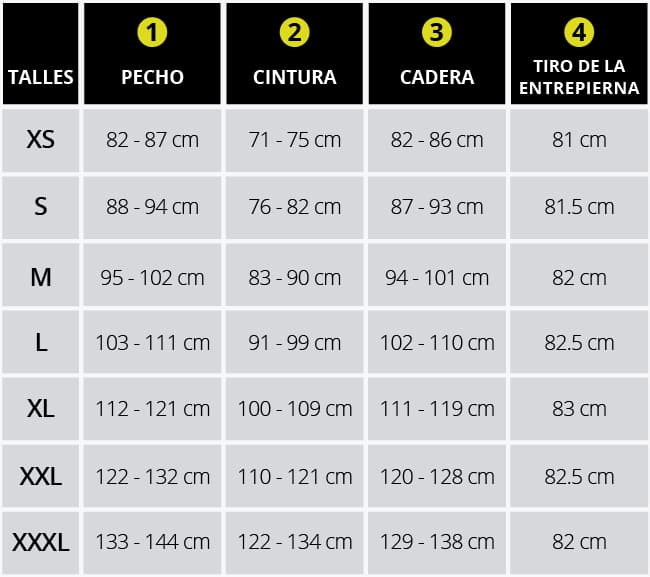 1 2 3 4
TALLES PECHO CINTURA CADERA TIRO DE LA
ENTREPIERNA
XS 82 - 87 cm 71 - 75 cm 82 - 86 cm 81 cm
S 88 - 94 cm 76 - 82 cm 87 - 93 cm 81.5 cm
M 95 - 102 cm 83 - 90 cm 94 - 101 cm 82 cm
L 103 - 111 cm 91 - 99 cm 102 - 110 cm 82.5 cm
XL 112 - 121 cm 100 - 109 cm 111 - 119 cm 83 cm
XXL 122 - 132 cm 110 - 121 cm 120 - 128 cm 82.5 cm
XXXL 133 - 144 cm 122 - 134 cm 129 - 138 cm 82 cm